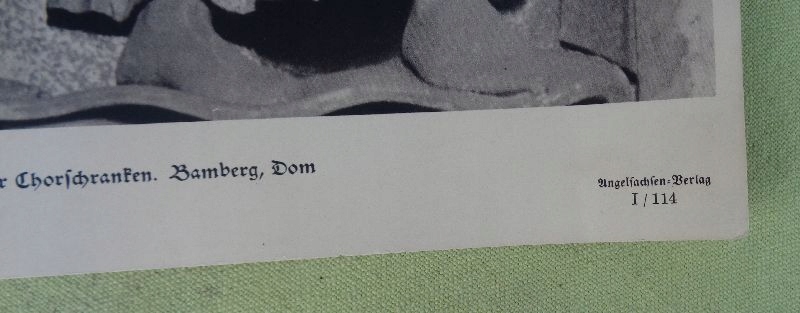 r Chorſchranken. Bamberg, Dom
Angelſachſen-Verlag
I / 114